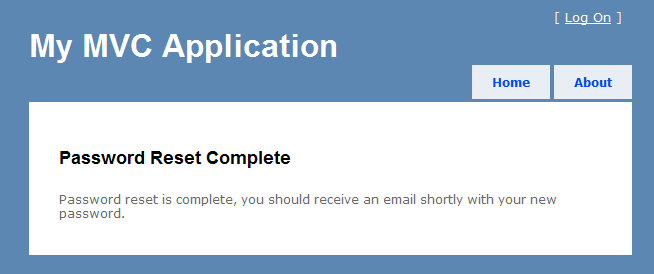 [ Log On ]
My MVC Application
Home About
Password Reset Complete
Password reset is complete, you should receive an email shortly with your new
password.